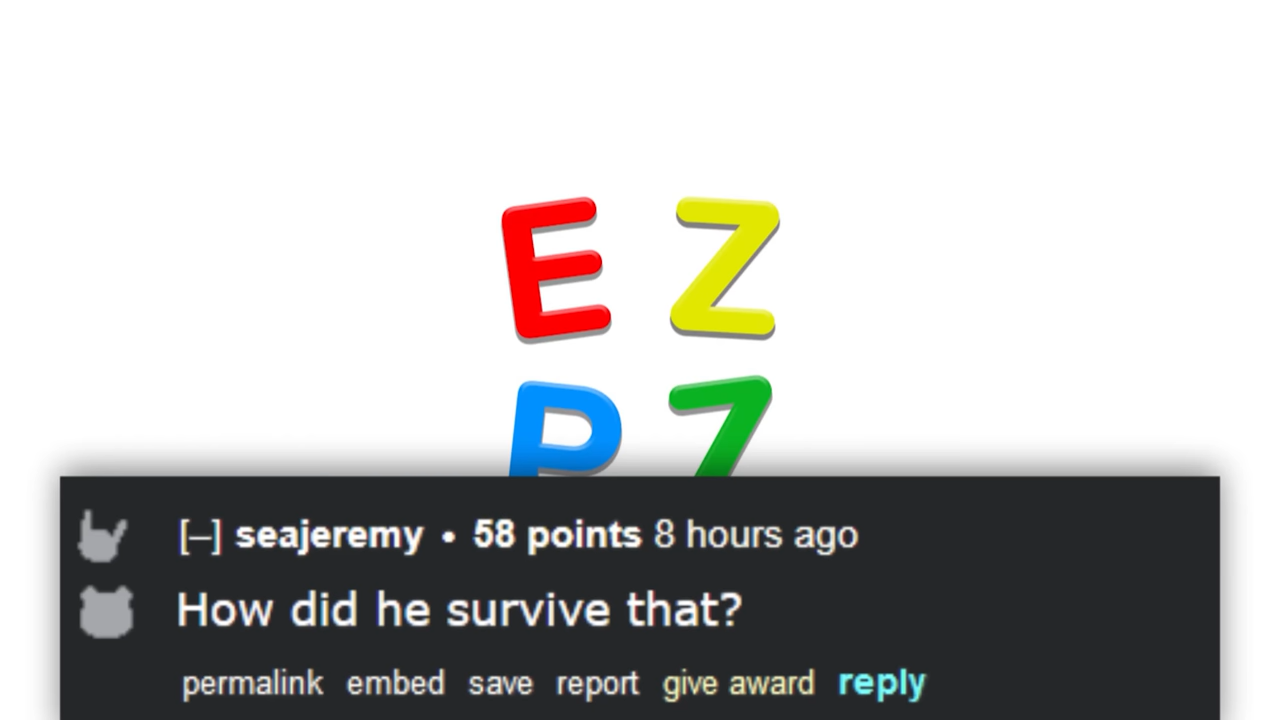 E Z
P Z
[–] seajeremy • 58 points 8 hours ago
How did he survive that?
permalink embed save report give award reply